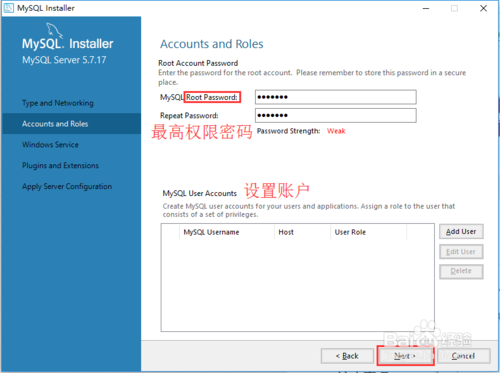 MySQL Installer
MySQL. Installer
MySQL Server 5.7.17
Type and Networking
Accounts and Roles
Windows Service
Plugins and Extensions
Apply Server Configuration
Accounts and Roles
Root Account Password
Enter the password for the root account. Please remember to store this password in a secure
place.
MySQL Root Password: •••••••
Repeat Password: •••••••
最高权限密码 Password Strength: Weak
MySQL User Accounts 设置账户
Create MySQL user accounts for your users and applications. Assign a role to the user that
consists of a set of privileges.
MySQL Username Host User Role
Add User
Edit User
Delete
< Back Next > Cancel
Baidu经验